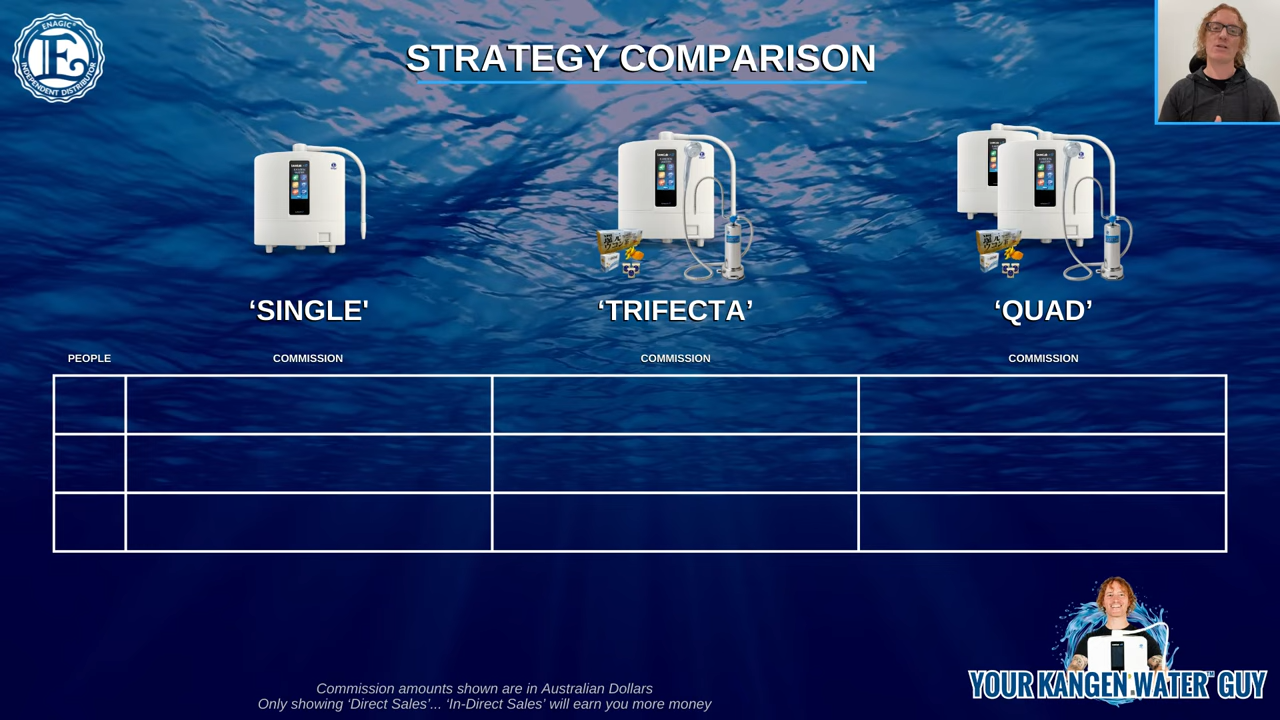 ENAGIC®
E
INDEPENDENT DISTRIBUTOR
STRATEGY COMPARISON
‘SINGLE'
‘TRIFECTA’
‘QUAD’
PEOPLE
COMMISSION
COMMISSION
COMMISSION
Commission amounts shown are in Australian Dollars
Only showing ‘Direct Sales’... ‘In-Direct Sales’ will earn you more money
YOUR KANGEN WATER™ GUY